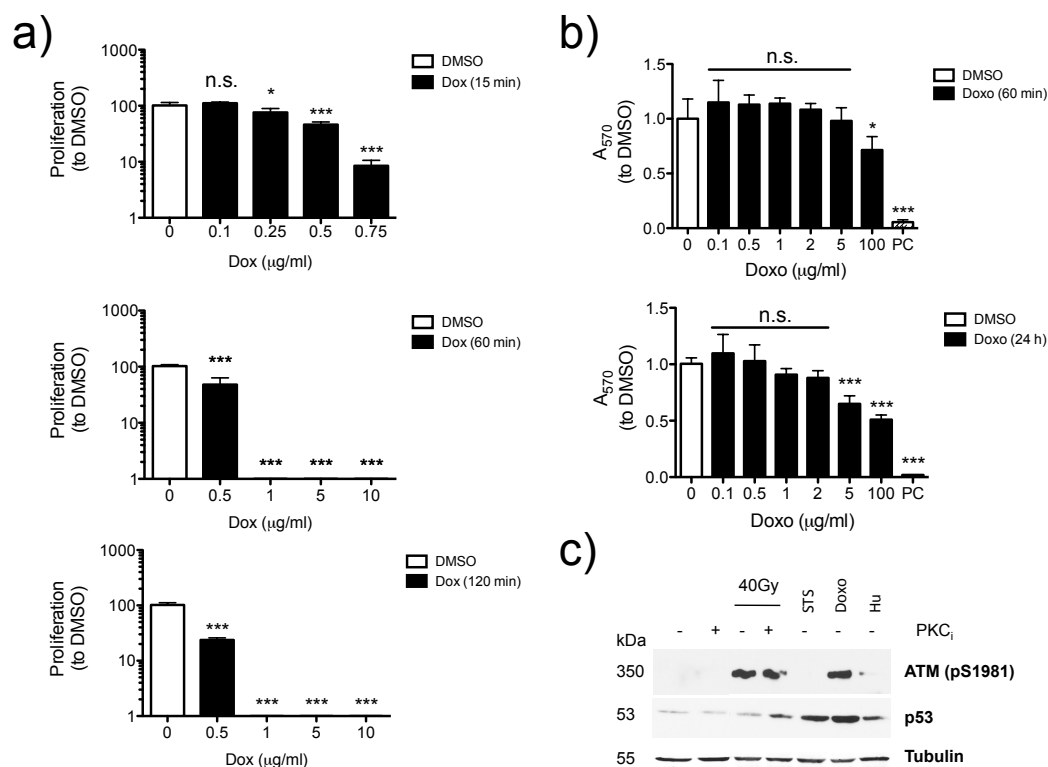 a)
Proliferation
(to DMSO)
1000
100
10
1
n.s.
*
***
***
0 0.1 0.25 0.5 0.75
Dox (μg/ml)
DMSO
Dox (15 min)
Proliferation
(to DMSO)
1000
100
10
1
***
*** *** ***
0 0.5 1 5 10
Dox (μg/ml)
DMSO
Dox (60 min)
Proliferation
(to DMSO)
1000
100
10
1
***
*** *** ***
0 0.5 1 5 10
Dox (μg/ml)
DMSO
Dox (120 min)
b)
A570
(to DMSO)
1.5
1.0
0.5
0.0
n.s.
*
***
0 0.1 0.5 1 2 5 100 PC
Doxo (μg/ml)
DMSO
Doxo (60 min)
A570
(to DMSO)
1.5
1.0
0.5
0.0
n.s.
***
***
***
0 0.1 0.5 1 2 5 100 PC
Doxo (μg/ml)
DMSO
Doxo (24 h)
c)
40Gy STS Doxo Hu
kDa - + - + - - - PKCi
350 ATM (pS1981)
53 p53
55 Tubulin